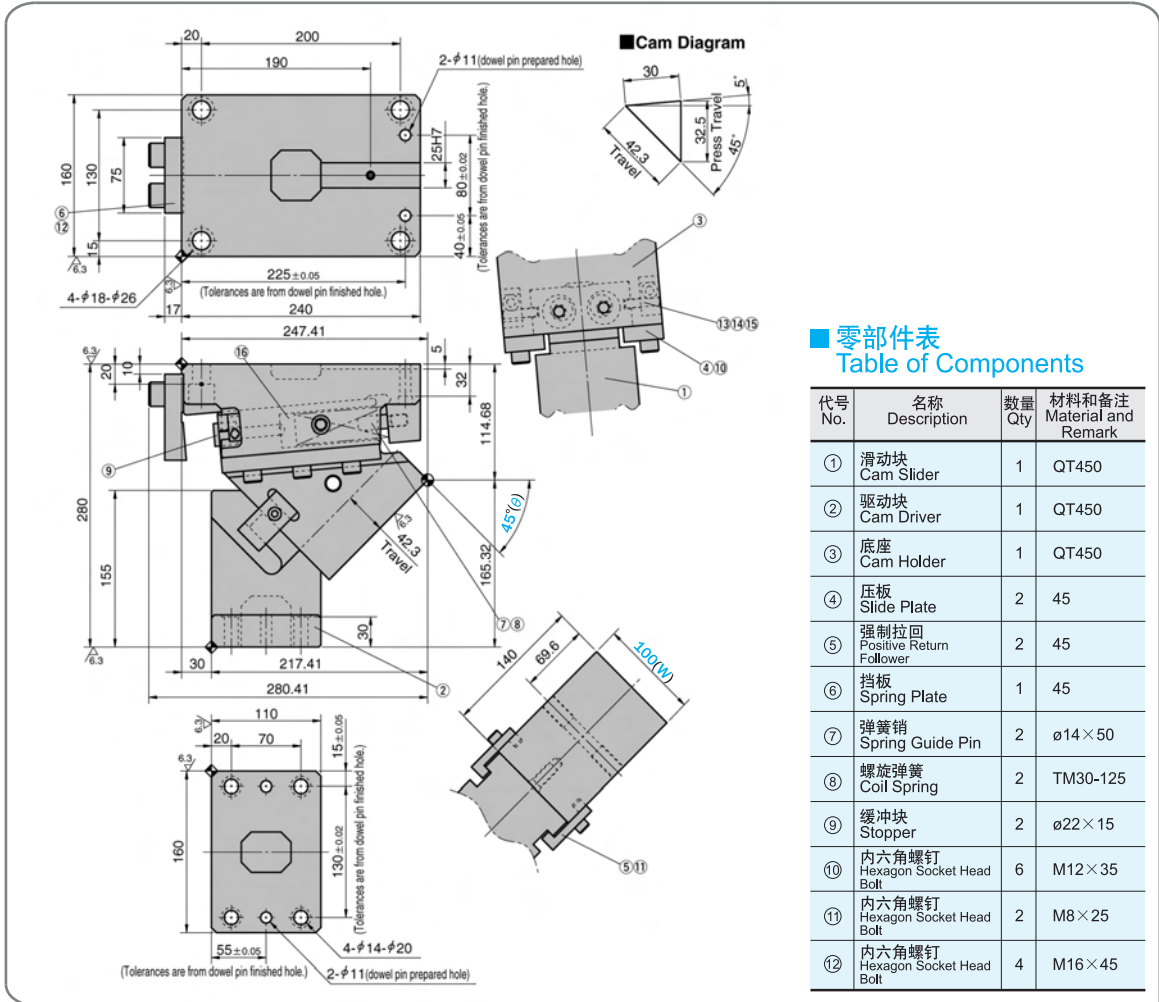 20
200
190
2-φ11(dowel pin prepared hole)
160
130
75
15
⑥
⑫
6.3
25H7
80±0.02
40±0.05
(Tolerances are from dowel pin finished hole.)
4-φ18-φ26
6.3
225±0.05
(Tolerances are from dowel pin finished hole.)
17
240
■Cam Diagram
30
5°
32.5
Press Travel
42.3
Travel
45°
③
⑬⑭⑮
④⑩
①
247.41
6.3
20
10
⑯
5
32
114.68
⑨
280
155
45°(θ)
6.3
42.3
Travel
165.32
⑦⑧
30
6.3
30
217.41
②
280.41
140
69.6
100(W)
⑤⑪
110
6.3
20
70
15±0.05
6.3
160
130±0.02
(Tolerances are from dowel pin finished hole.)
55±0.05
4-φ14-φ20
(Tolerances are from dowel pin finished hole.)
2-φ11(dowel pin prepared hole)
■ 零部件表
Table of Components
代号 名称 数量 材料和备注
No. Description Qty Material and
Remark
① 滑动块 1 QT450
Cam Slider
② 驱动块 1 QT450
Cam Driver
③ 底座 1 QT450
Cam Holder
④ 压板 2 45
Slide Plate
⑤ 强制拉回 2 45
Positive Return
Follower
⑥ 挡板 1 45
Spring Plate
⑦ 弹簧销 2 ø14×50
Spring Guide Pin
⑧ 螺旋弹簧 2 TM30-125
Coil Spring
⑨ 缓冲块 2 ø22×15
Stopper
⑩ 内六角螺钉 6 M12×35
Hexagon Socket Head
Bolt
⑪ 内六角螺钉 2 M8×25
Hexagon Socket Head
Bolt
⑫ 内六角螺钉 4 M16×45
Hexagon Socket Head
Bolt